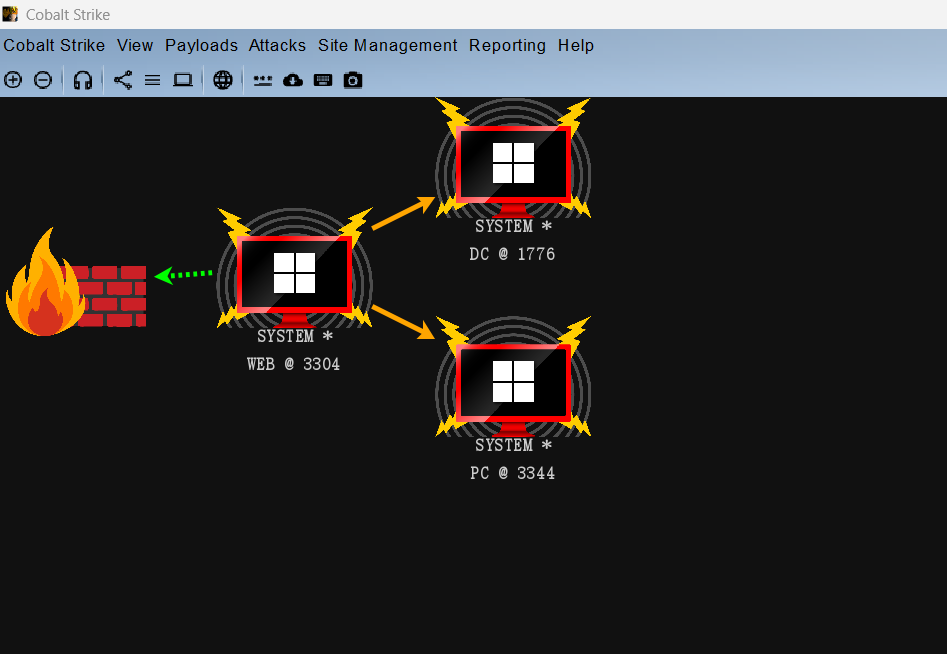 Cobalt Strike
Cobalt Strike View Payloads Attacks Site Management Reporting Help
SYSTEM *
DC @ 1776
SYSTEM *
WEB @ 3304
SYSTEM *
PC @ 3344